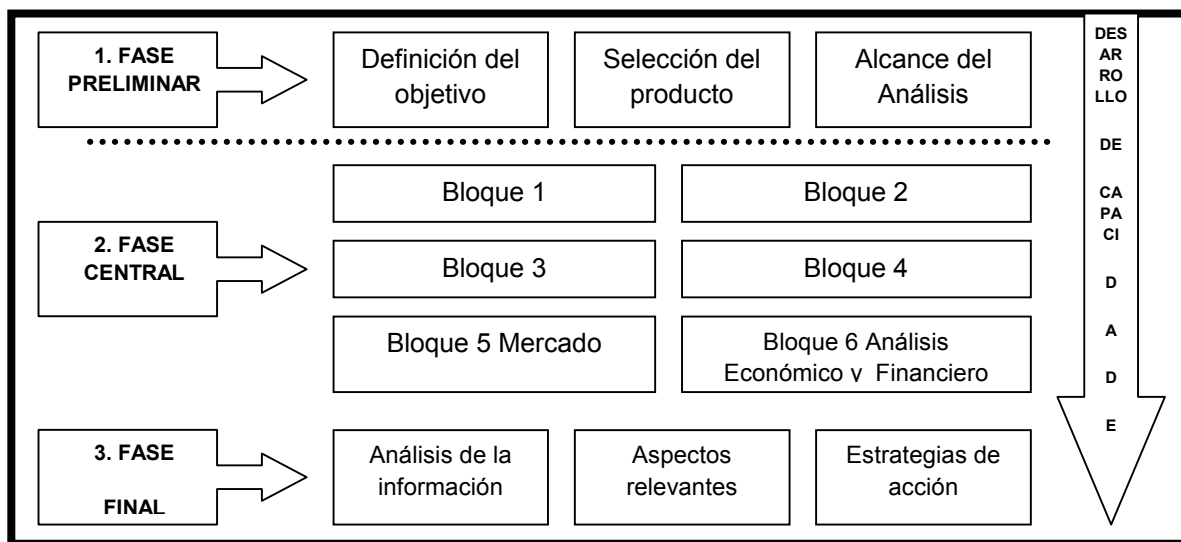 1. FASE
PRELIMINAR
Definición del
objetivo
Selección del
producto
Alcance del
Análisis
2. FASE
CENTRAL
Bloque 1
Bloque 2
Bloque 3
Bloque 4
Bloque 5 Mercado
Bloque 6 Análisis
Económico y Financiero
3. FASE
FINAL
Análisis de la
información
Aspectos
relevantes
Estrategias de
acción
DES
AR
RO
LLO
DE
CA
PA
CI
D
A
D
E